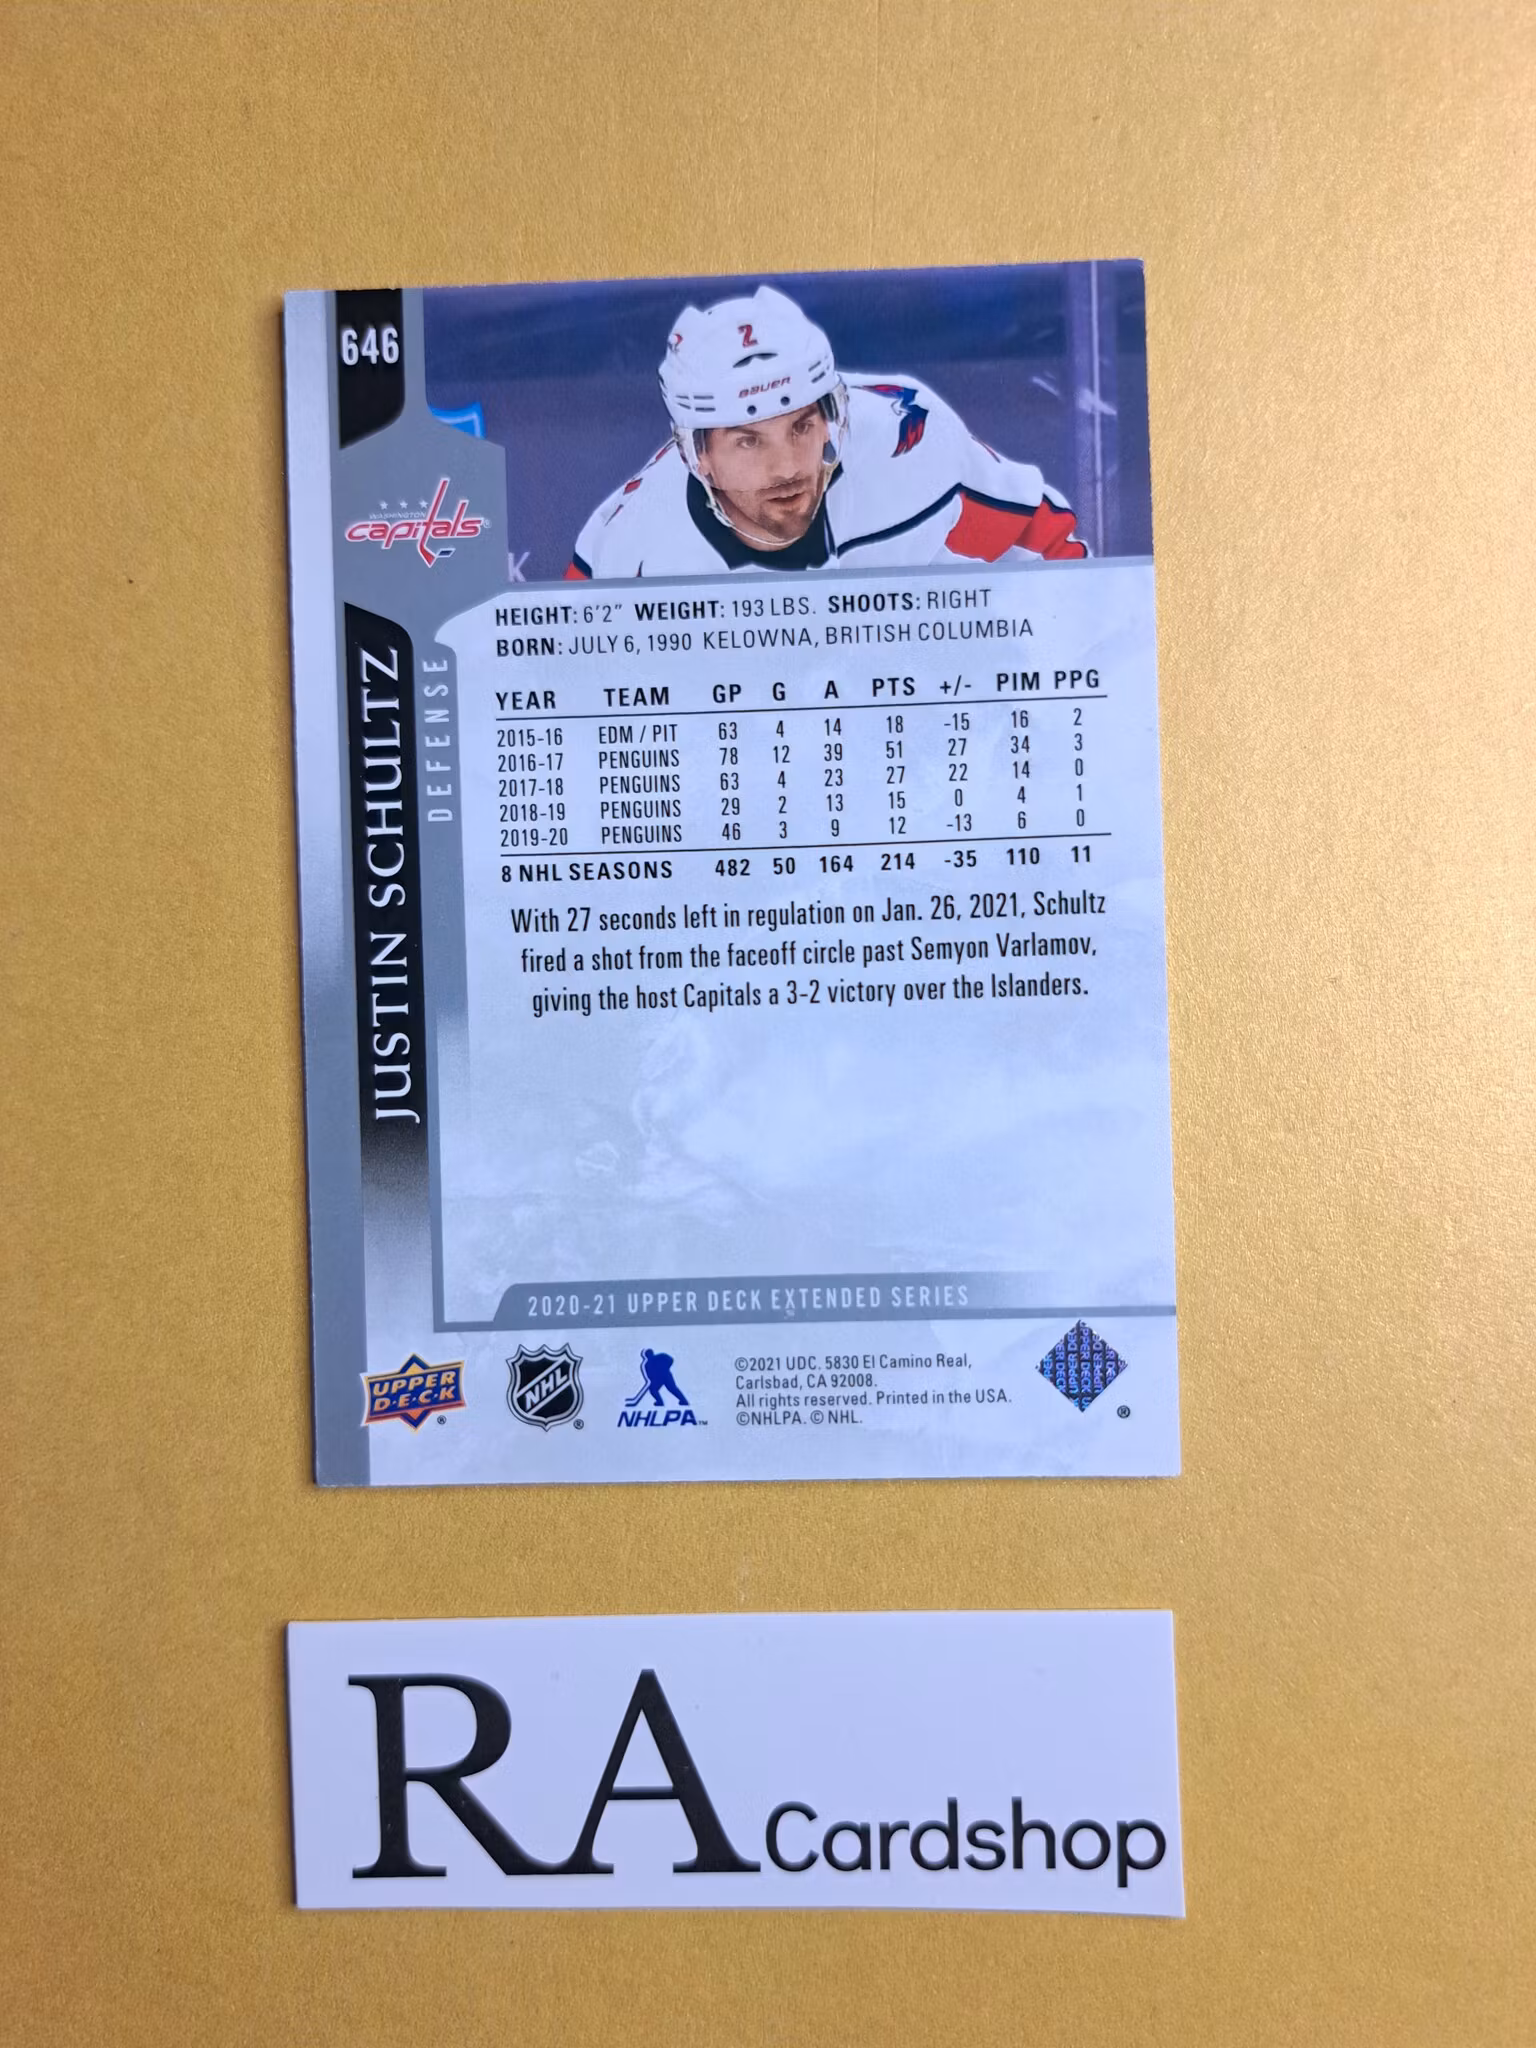 646
2
BAUER
WASHINGTON
capitals®
K
JUSTIN SCHULTZ
DEFENSE
HEIGHT: 6'2" WEIGHT: 193 LBS. SHOOTS: RIGHT
BORN: JULY 6, 1990 KELOWNA, BRITISH COLUMBIA
YEAR TEAM GP G A PTS +/- PIM PPG
2015-16 EDM / PIT 63 4 14 18 -15 16 2
2016-17 PENGUINS 78 12 39 51 27 34 3
2017-18 PENGUINS 63 4 23 27 22 14 0
2018-19 PENGUINS 29 2 13 15 0 4 1
2019-20 PENGUINS 46 3 9 12 -13 6 0
8 NHL SEASONS 482 50 164 214 -35 110 11
With 27 seconds left in regulation on Jan. 26, 2021, Schultz
fired a shot from the faceoff circle past Semyon Varlamov,
giving the host Capitals a 3-2 victory over the Islanders.
2020-21 UPPER DECK EXTENDED SERIES
UPPER
D·E·C·K
®
NHL
®
NHLPA™
©2021 UDC. 5830 El Camino Real,
Carlsbad, CA 92008.
All rights reserved. Printed in the USA.
©NHLPA. © NHL.
®
RA Cardshop